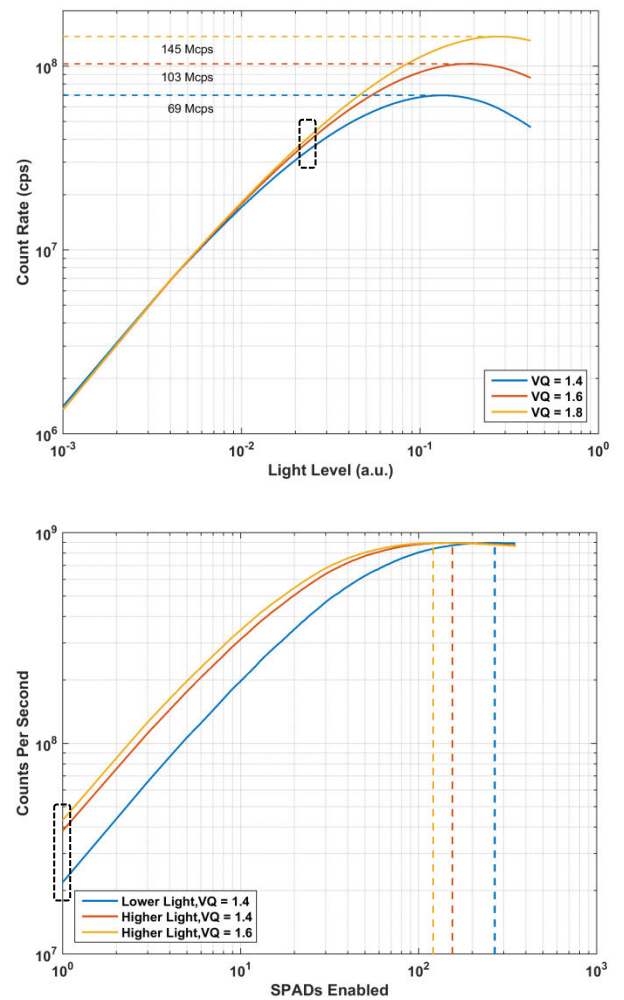 10^8
145 Mcps
103 Mcps
69 Mcps
Count Rate (cps)
10^7
VQ = 1.4
VQ = 1.6
VQ = 1.8
10^6
10^-3
10^-2
10^-1
10^0
Light Level (a.u.)
10^9
Counts Per Second
10^8
Lower Light,VQ = 1.4
Higher Light,VQ = 1.4
Higher Light,VQ = 1.6
10^7
10^0
10^1
10^2
10^3
SPADs Enabled